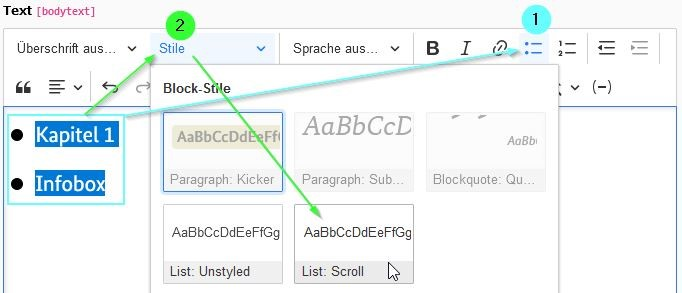 Text [bodytext]
2 1
Überschrift aus... Stile Sprache aus... B I
Block-Stile
Kapitel 1
Infobox
AaBbCcDdEeFfG AaBbCcD AaBb
Paragraph: Kicker Paragraph: Sub... Blockquote: Qu...
AaBbCcDdEeFfGg AaBbCcDdEeFfGg
List: Unstyled List: Scroll